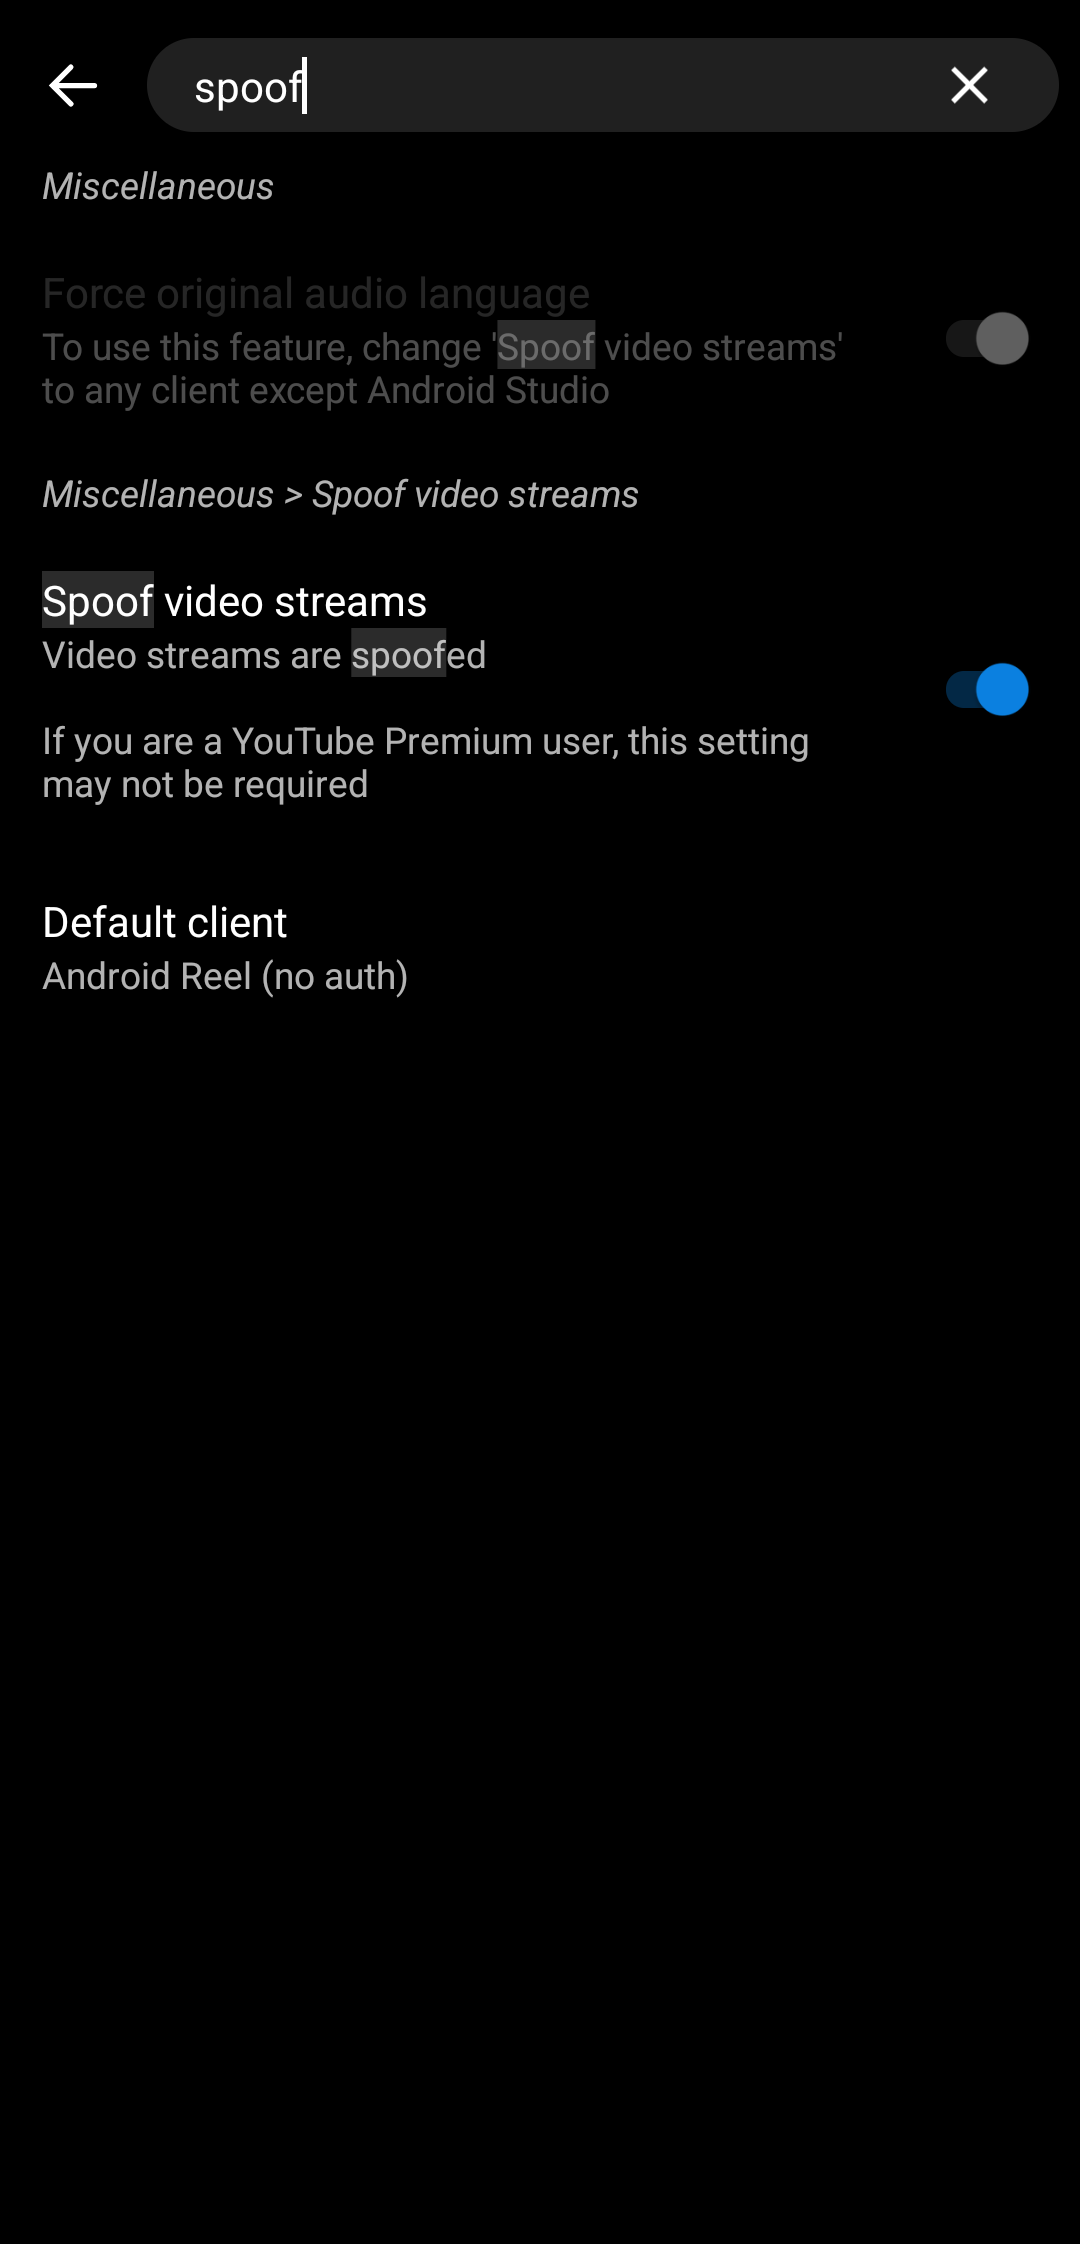 spoof
Miscellaneous
Force original audio language
To use this feature, change 'Spoof video streams'
to any client except Android Studio
Miscellaneous > Spoof video streams
Spoof video streams
Video streams are spoofed
If you are a YouTube Premium user, this setting
may not be required
Default client
Android Reel (no auth)